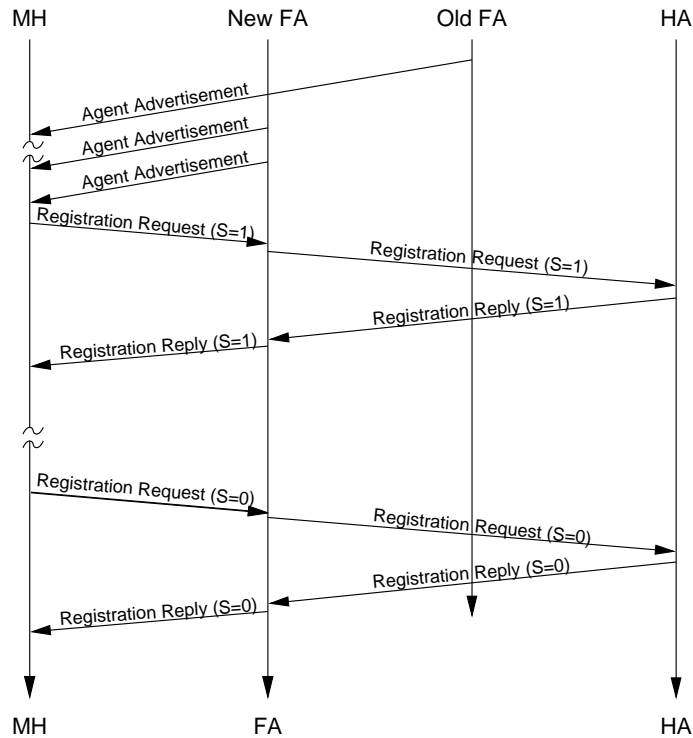 MH New FA Old FA HA
Agent Advertisement
Agent Advertisement
Agent Advertisement
Registration Request (S=1)
Registration Request (S=1)
Registration Reply (S=1)
Registration Reply (S=1)
Registration Request (S=0)
Registration Request (S=0)
Registration Reply (S=0)
Registration Reply (S=0)
MH FA HA